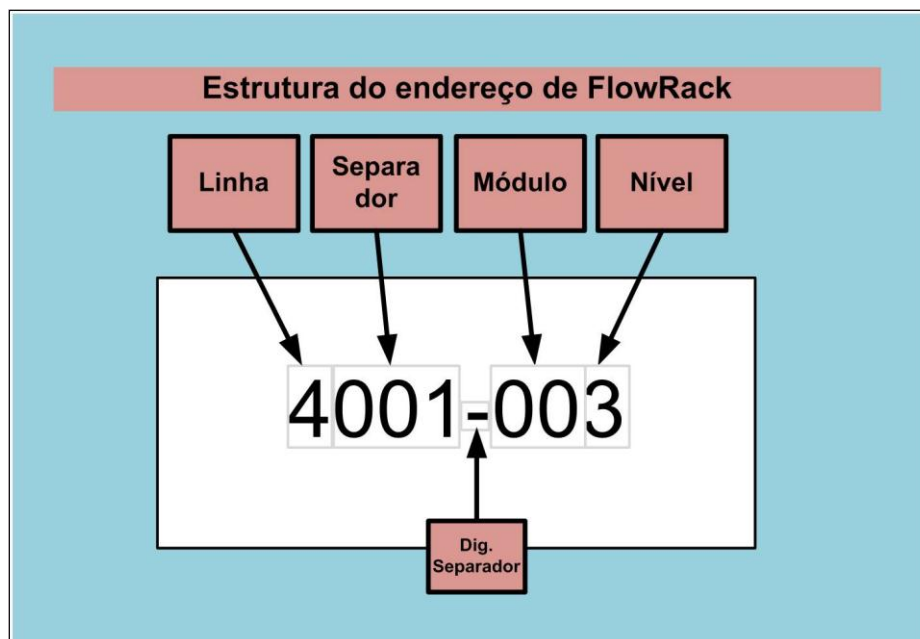 Estrutura do endereço de FlowRack
Linha
Separa
dor
Módulo
Nível
4001-003
Dig.
Separador